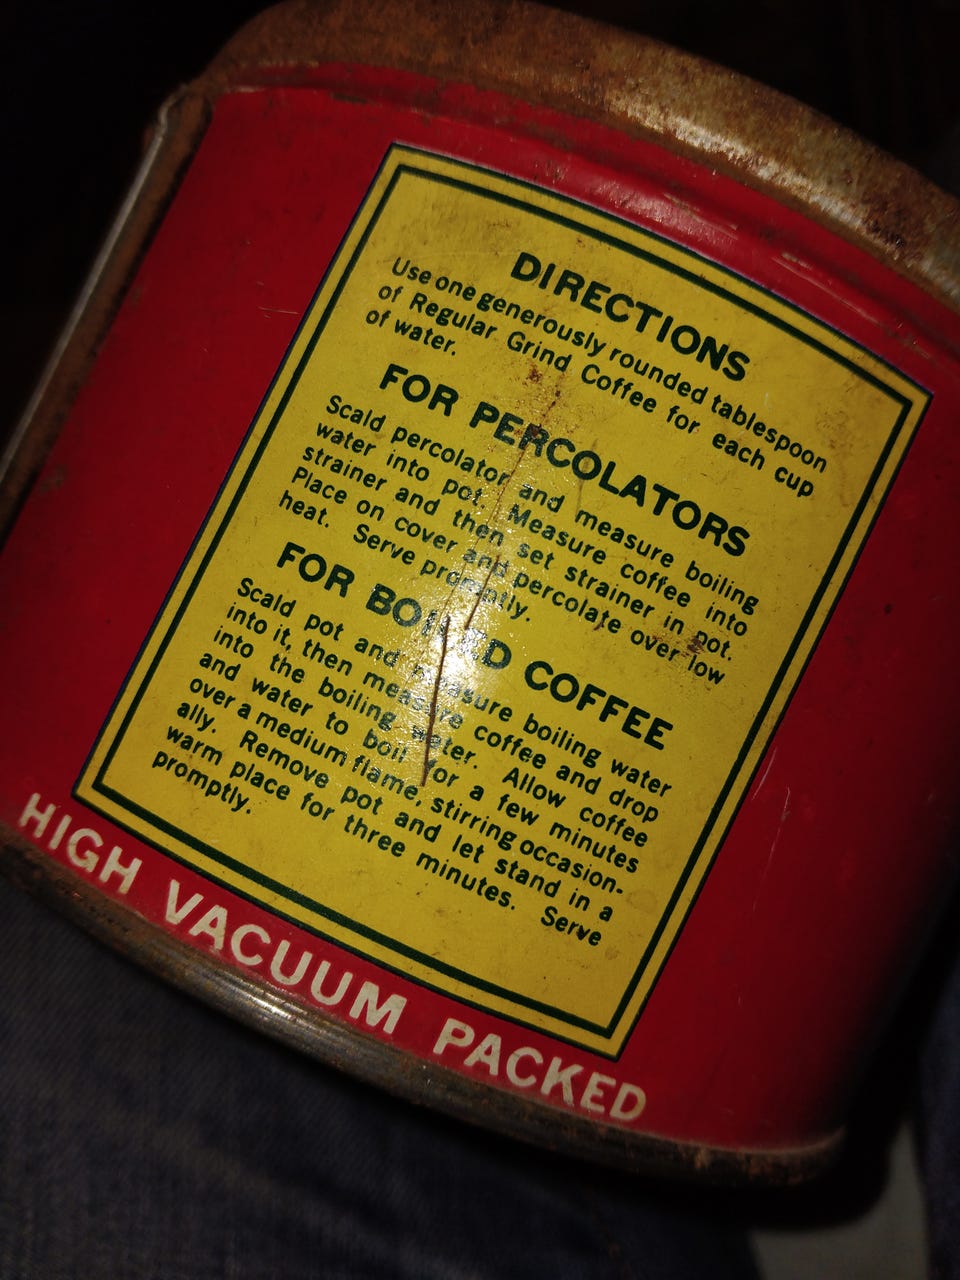 DIRECTIONS
Use one generously rounded tablespoon
of Regular Grind Coffee for each cup
of water.
FOR PERCOLATORS
Scald percolator and measure boiling
water into pot. Measure coffee into
strainer and then set strainer in pot.
Place on cover and percolate over low
heat. Serve promptly.
FOR BOILED COFFEE
Scald pot and measure boiling water
into it, then measure coffee and drop
into the boiling water. Allow coffee
and water to boil for a few minutes
over a medium flame, stirring occasion-
ally. Remove pot and let stand in a
warm place for three minutes. Serve
promptly.
HIGH VACUUM PACKED